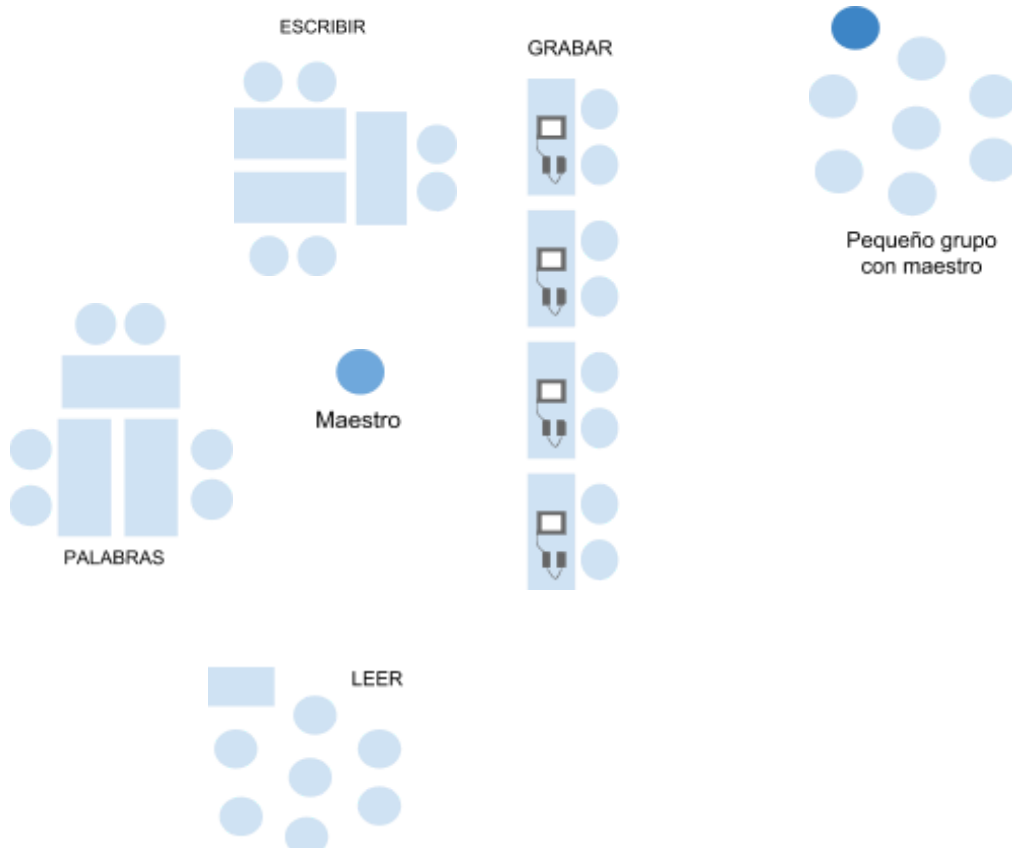 ESCRIBIR
GRABAR
Pequeño grupo
con maestro
Maestro
PALABRAS
LEER